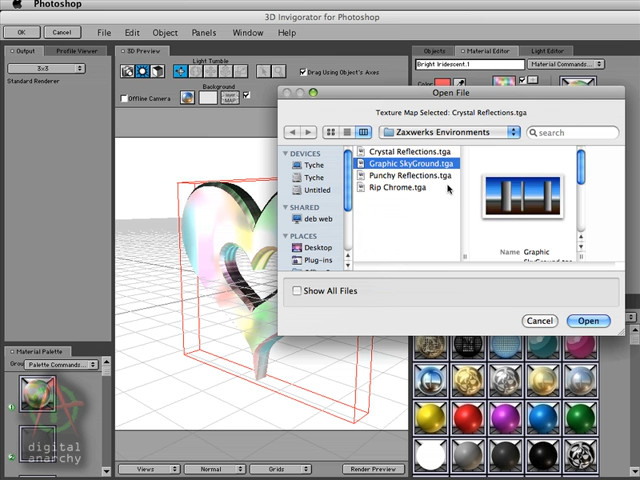 Photoshop
3D Invigorator for Photoshop
OK
Cancel
File
Edit
Object
Panels
Window
Help
Output
Profile Viewer
3x3
Standard Renderer
3D Preview
Light Tumble
Drag Using Object's Axes
Offline Camera
Background
Objects
Material Editor
Light Editor
Bright Iridescent.1
Material Commands...
Open File
Texture Map Selected: Crystal Reflections.tga
Zaxwerks Environments
search
DEVICES
Tyche
Tyche
Untitled
SHARED
deb web
PLACES
Desktop
Plug-ins
Crystal Reflections.tga
Graphic SkyGround.tga
Punchy Reflections.tga
Rip Chrome.tga
Name Graphic
SkyGround.tga
Show All Files
Cancel
Open
Material Palette
Palette Commands...
digital
anarchy
Views
Normal
Grids
Render Preview